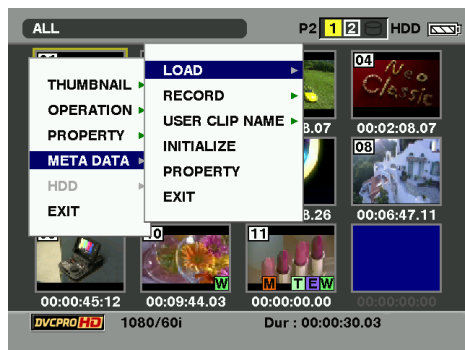 ALL P2 1 2 HDD
04
Neo Classic
THUMBNAIL
OPERATION
PROPERTY
META DATA
HDD
EXIT
LOAD
RECORD
USER CLIP NAME
INITIALIZE
PROPERTY
EXIT
8.07 00:02:08.07
08
8.26 00:06:47.11
10 11
W M T E W
00:00:45:12 00:09:44.03 00:00:00.00 00:00:00.00
DVCPRO HD 1080/60i Dur : 00:00:30.03